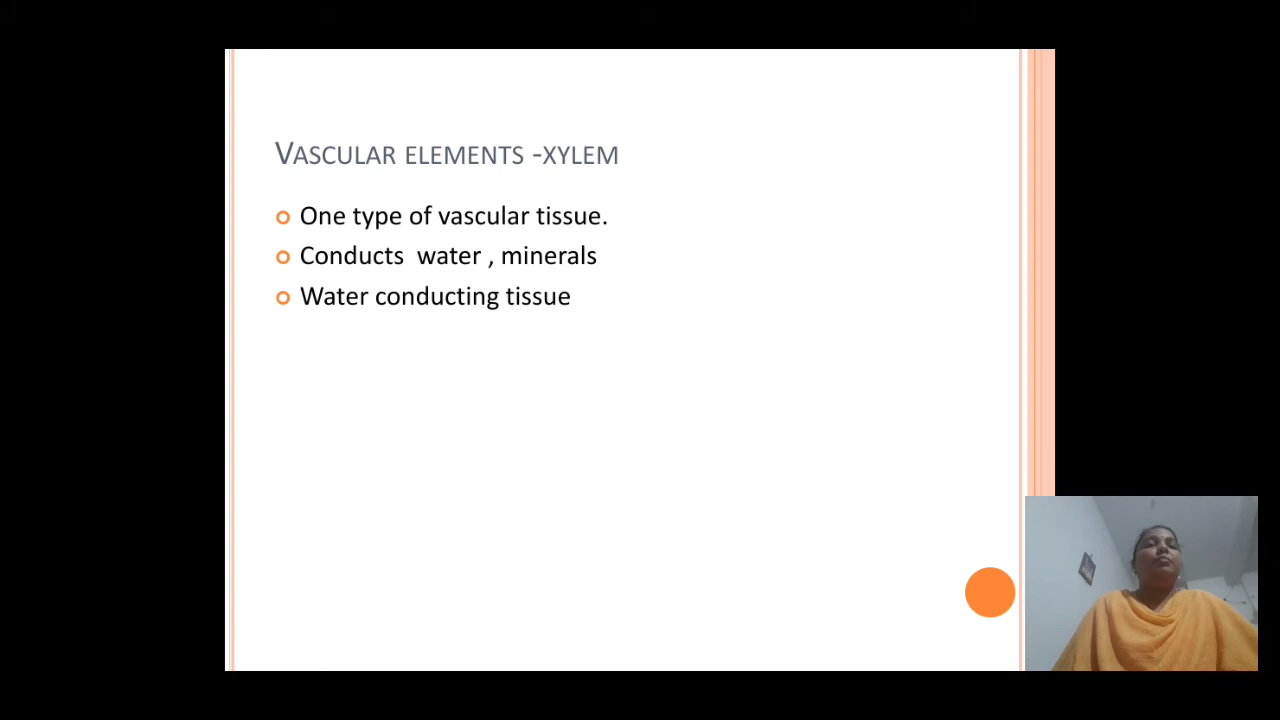 VASCULAR ELEMENTS -XYLEM
One type of vascular tissue.
Conducts  water , minerals
Water conducting tissue